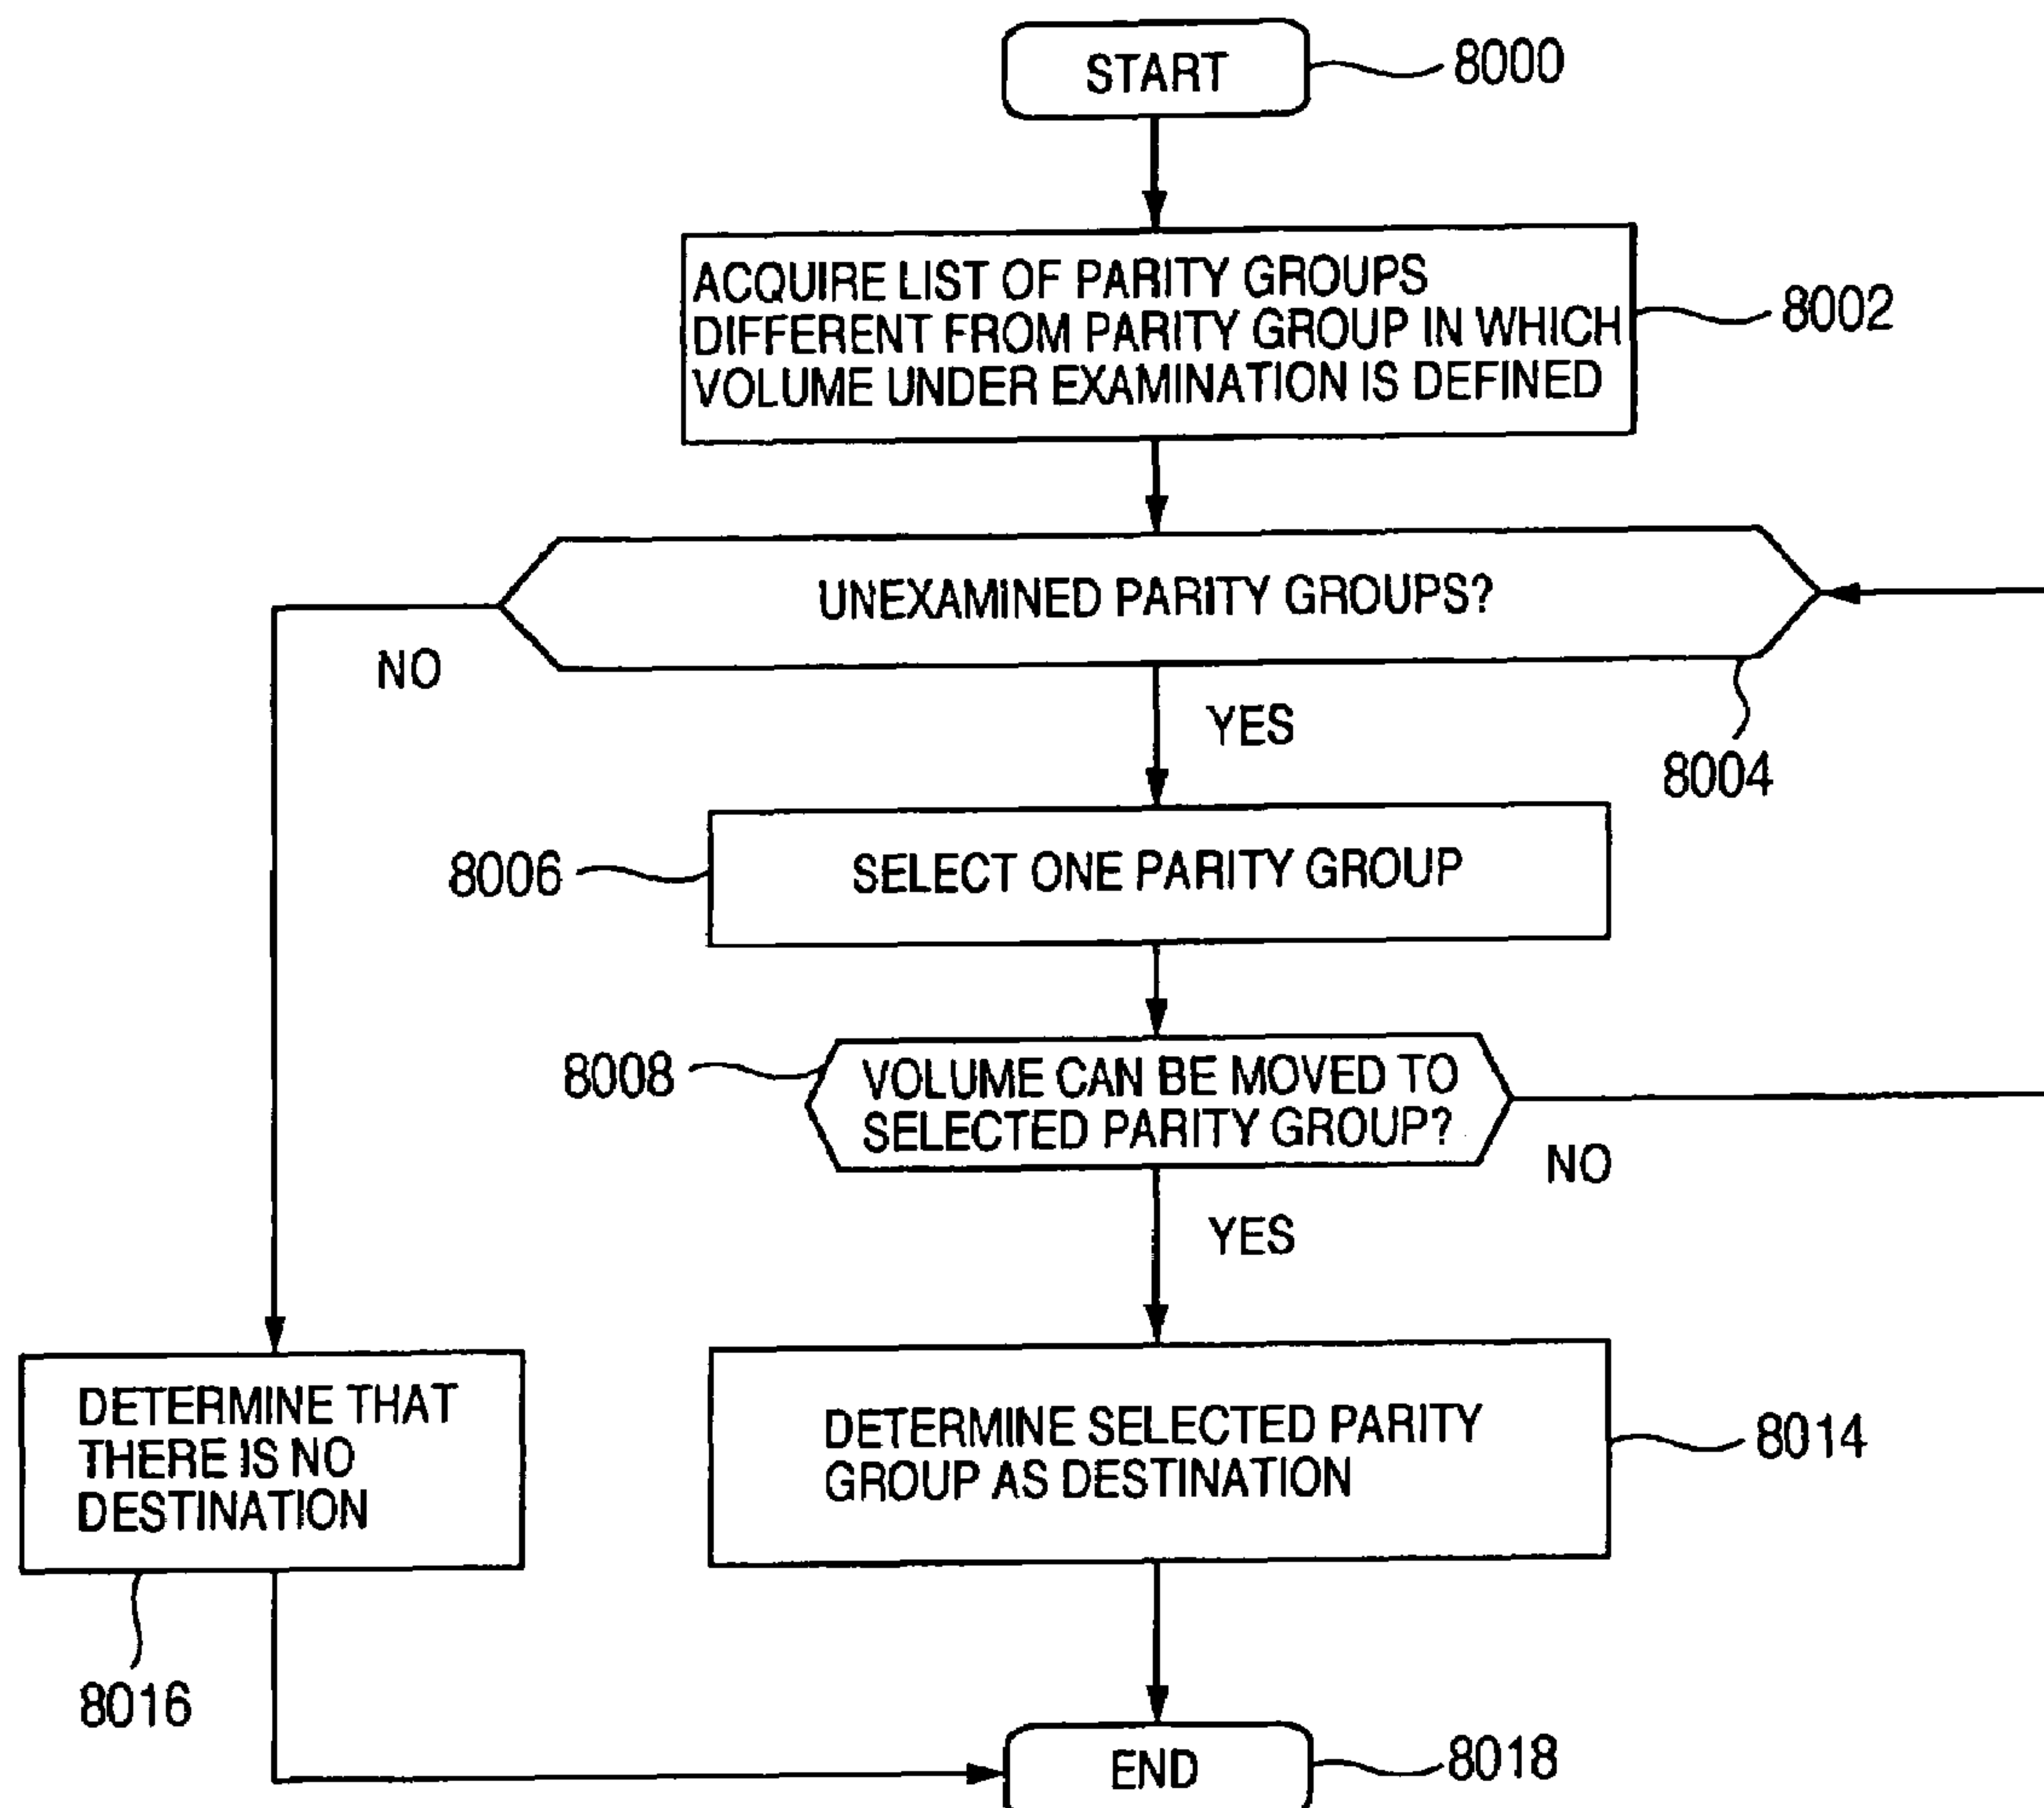 START
8000
ACQUIRE LIST OF PARITY GROUPS
DIFFERENT FROM PARITY GROUP IN WHICH
VOLUME UNDER EXAMINATION IS DEFINED
8002
UNEXAMINED PARITY GROUPS?
NO
YES
8004
8006
SELECT ONE PARITY GROUP
8008
VOLUME CAN BE MOVED TO
SELECTED PARITY GROUP?
NO
YES
DETERMINE THAT
THERE IS NO
DESTINATION
DETERMINE SELECTED PARITY
GROUP AS DESTINATION
8014
8016
END
8018